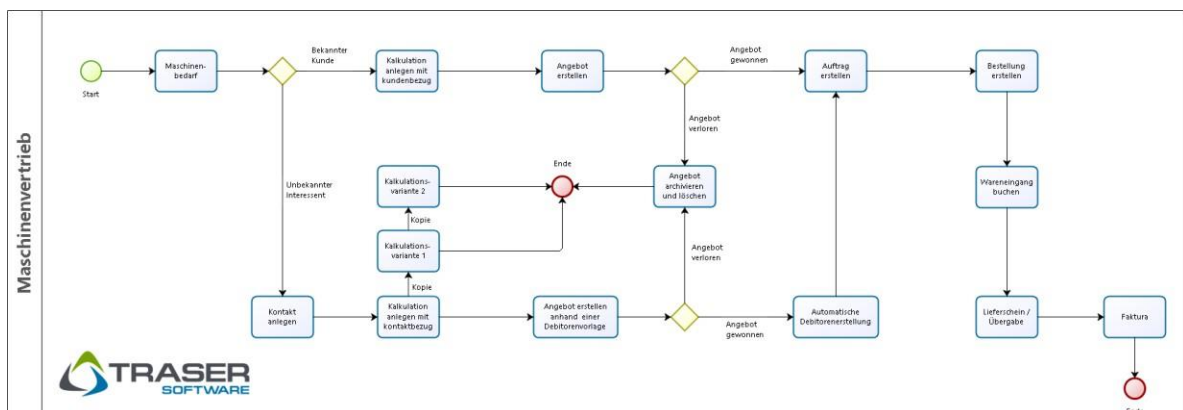 Maschinenvertrieb
Start
Maschinen-
bedarf
Bekannter
Kunde
Kalkulation
anlegen mit
kundenbezug
Angebot
erstellen
Angebot
gewonnen
Auftrag
erstellen
Bestellung
erstellen
Angebot
verloren
Unbekannter
Interessent
Kalkulations-
variante 2
Ende
Angebot
archivieren
und löschen
Wareneingang
buchen
Kopie
Kalkulations-
variante 1
Angebot
verloren
Kopie
Kontakt
anlegen
Kalkulation
anlegen mit
kontaktbezug
Angebot erstellen
anhand einer
Debitorenvorlage
Angebot
gewonnen
Automatische
Debitorenerstellung
Lieferschein /
Übergabe
Faktura
TRASER
SOFTWARE